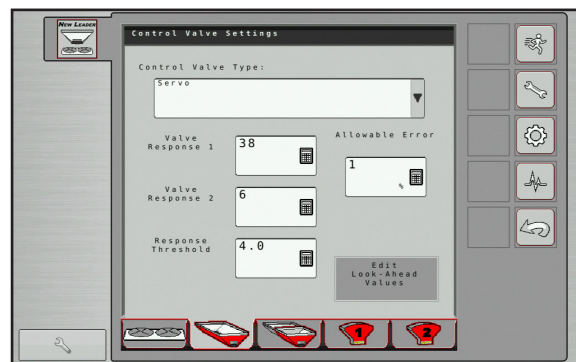 New Leader
Control Valve Settings
Control Valve Type:
Servo
Valve
Response 1
38
Allowable Error
1
%
Valve
Response 2
6
Response
Threshold
4.0
Edit
Look-Ahead
Values
1
2